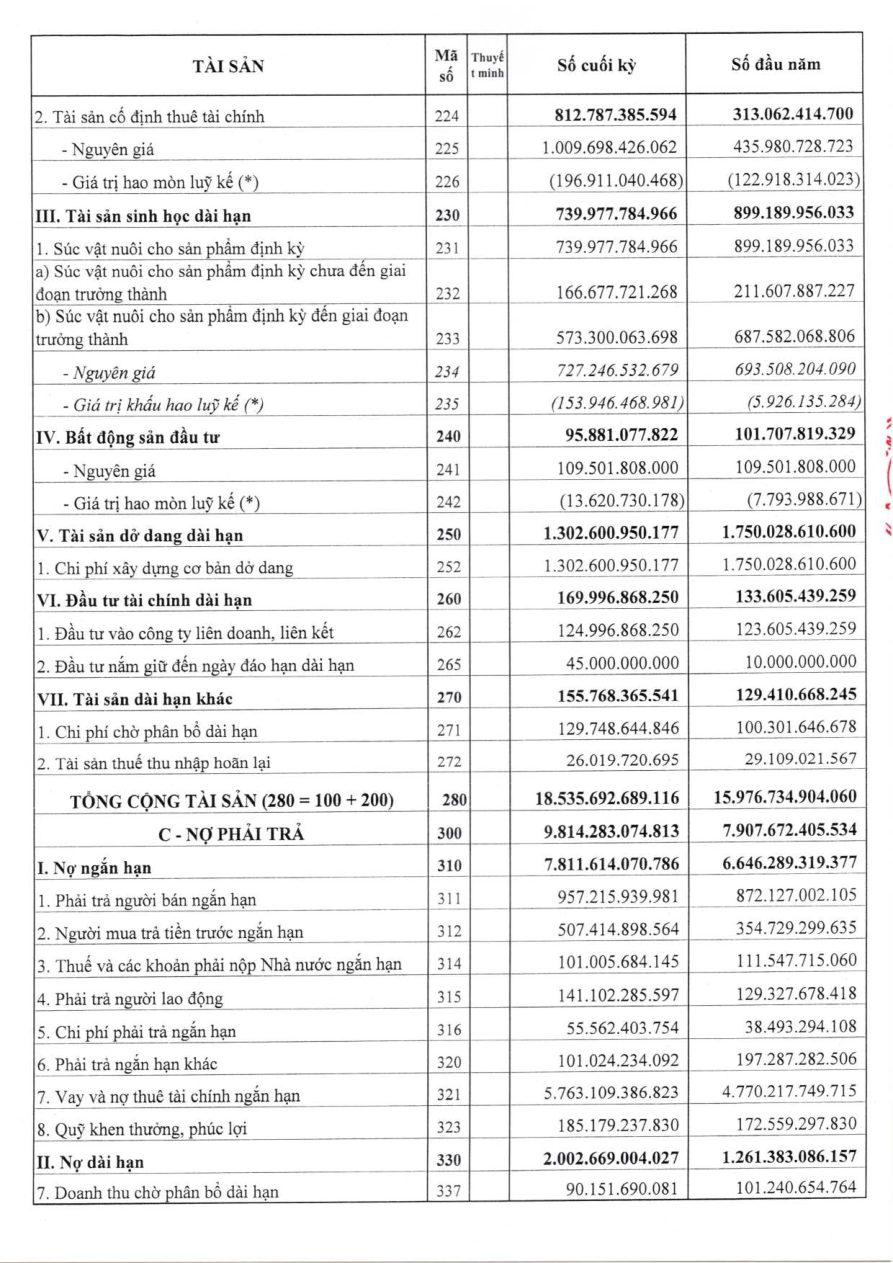 TÀI SẢN | Mã số | Thuyết minh | Số cuối kỳ | Số đầu năm
2. Tài sản cố định thuê tài chính | 224 | 812.787.385.594 | 313.062.414.700
- Nguyên giá | 225 | 1.009.698.426.062 | 435.980.728.723
- Giá trị hao mòn luỹ kế (*) | 226 | (196.911.040.468) | (122.918.314.023)
III. Tài sản sinh học dài hạn | 230 | 739.977.784.966 | 899.189.956.033
1. Súc vật nuôi cho sản phẩm định kỳ | 231 | 739.977.784.966 | 899.189.956.033
a) Súc vật nuôi cho sản phẩm định kỳ chưa đến giai
đoạn trưởng thành | 232 | 166.677.721.268 | 211.607.887.227
b) Súc vật nuôi cho sản phẩm định kỳ đến giai đoạn
trưởng thành | 233 | 573.300.063.698 | 687.582.068.806
- Nguyên giá | 234 | 727.246.532.679 | 693.508.204.090
- Giá trị khấu hao luỹ kế (*) | 235 | (153.946.468.981) | (5.926.135.284)
IV. Bất động sản đầu tư | 240 | 95.881.077.822 | 101.707.819.329
- Nguyên giá | 241 | 109.501.808.000 | 109.501.808.000
- Giá trị hao mòn luỹ kế (*) | 242 | (13.620.730.178) | (7.793.988.671)
V. Tài sản dở dang dài hạn | 250 | 1.302.600.950.177 | 1.750.028.610.600
1. Chi phí xây dựng cơ bản dở dang | 252 | 1.302.600.950.177 | 1.750.028.610.600
VI. Đầu tư tài chính dài hạn | 260 | 169.996.868.250 | 133.605.439.259
1. Đầu tư vào công ty liên doanh, liên kết | 262 | 124.996.868.250 | 123.605.439.259
2. Đầu tư nắm giữ đến ngày đáo hạn dài hạn | 265 | 45.000.000.000 | 10.000.000.000
VII. Tài sản dài hạn khác | 270 | 155.768.365.541 | 129.410.668.245
1. Chi phí chờ phân bổ dài hạn | 271 | 129.748.644.846 | 100.301.646.678
2. Tài sản thuế thu nhập hoãn lại | 272 | 26.019.720.695 | 29.109.021.567
TỔNG CỘNG TÀI SẢN (280 = 100 + 200) | 280 | 18.535.692.689.116 | 15.976.734.904.060
C - NỢ PHẢI TRẢ | 300 | 9.814.283.074.813 | 7.907.672.405.534
I. Nợ ngắn hạn | 310 | 7.811.614.070.786 | 6.646.289.319.377
1. Phải trả người bán ngắn hạn | 311 | 957.215.939.981 | 872.127.002.105
2. Người mua trả tiền trước ngắn hạn | 312 | 507.414.898.564 | 354.729.299.635
3. Thuế và các khoản phải nộp Nhà nước ngắn hạn | 314 | 101.005.684.145 | 111.547.715.060
4. Phải trả người lao động | 315 | 141.102.285.597 | 129.327.678.418
5. Chi phí phải trả ngắn hạn | 316 | 55.562.403.754 | 38.493.294.108
6. Phải trả ngắn hạn khác | 320 | 101.024.234.092 | 197.287.282.506
7. Vay và nợ thuê tài chính ngắn hạn | 321 | 5.763.109.386.823 | 4.770.217.749.715
8. Quỹ khen thưởng, phúc lợi | 323 | 185.179.237.830 | 172.559.297.830
II. Nợ dài hạn | 330 | 2.002.669.004.027 | 1.261.383.086.157
7. Doanh thu chờ phân bổ dài hạn | 337 | 90.151.690.081 | 101.240.654.764